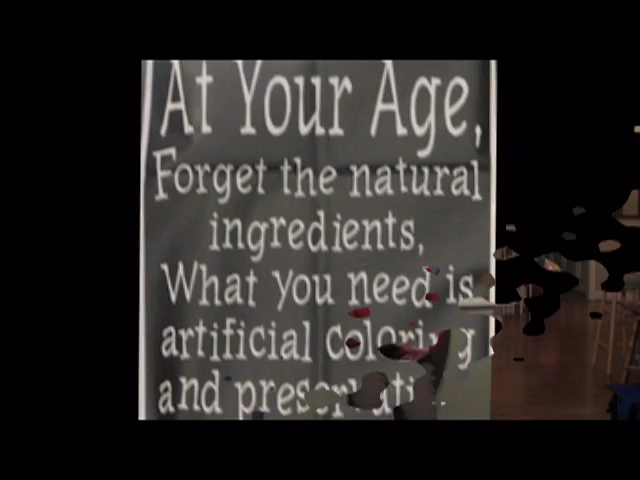 At Your Age,
Forget the natural
ingredients,
What you need is
artificial
and